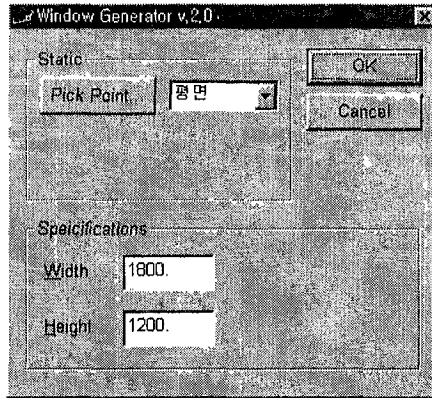 Window Generator v,2,0
Static
Pick Point...
평면
OK
Cancel
Speicifications
Width
1800.
Height
1200.